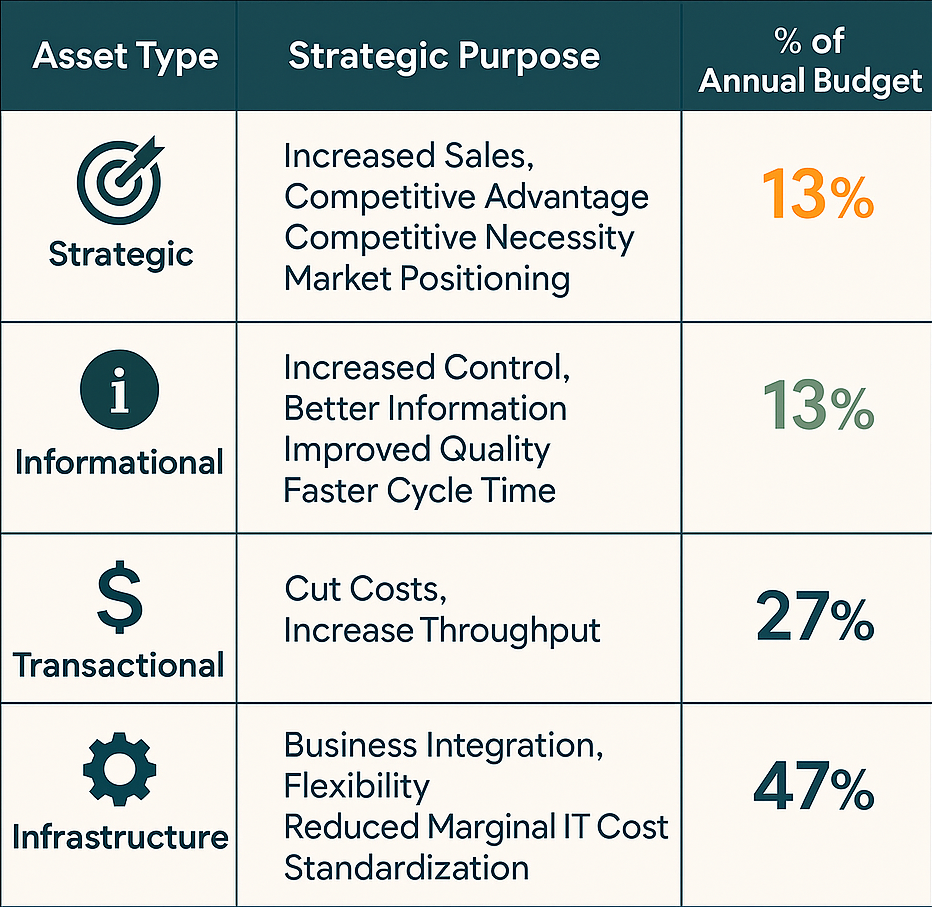 Asset Type
Strategic Purpose
% of
Annual Budget
Strategic
Increased Sales,
Competitive Advantage
Competitive Necessity
Market Positioning
13%
Informational
Increased Control,
Better Information
Improved Quality
Faster Cycle Time
13%
$
Transactional
Cut Costs,
Increase Throughput
27%
Infrastructure
Business Integration,
Flexibility
Reduced Marginal IT Cost
Standardization
47%